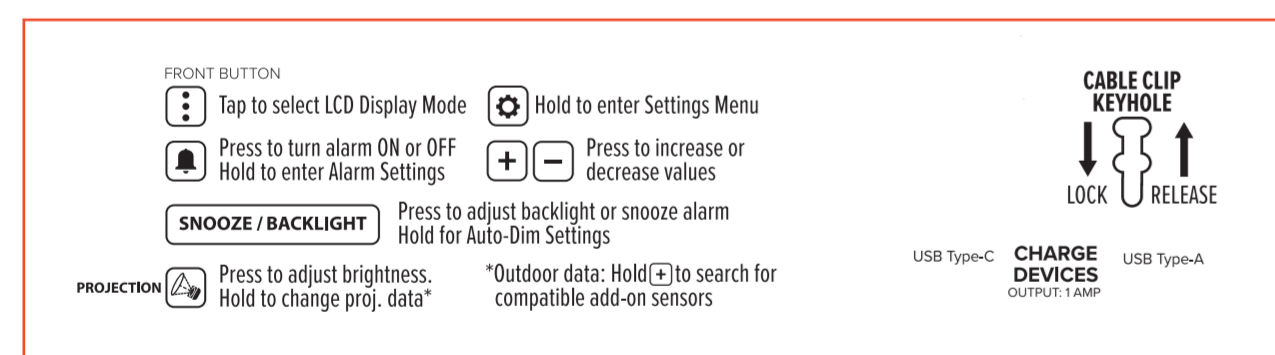 FRONT BUTTON
Tap to select LCD Display Mode
Hold to enter Settings Menu
Press to turn alarm ON or OFF
Hold to enter Alarm Settings
+ − Press to increase or
decrease values
SNOOZE / BACKLIGHT
Press to adjust backlight or snooze alarm
Hold for Auto-Dim Settings
PROJECTION
Press to adjust brightness.
Hold to change proj. data*
*Outdoor data: Hold + to search for
compatible add-on sensors
CABLE CLIP
KEYHOLE
LOCK
RELEASE
USB Type-C
CHARGE
DEVICES
OUTPUT: 1 AMP
USB Type-A